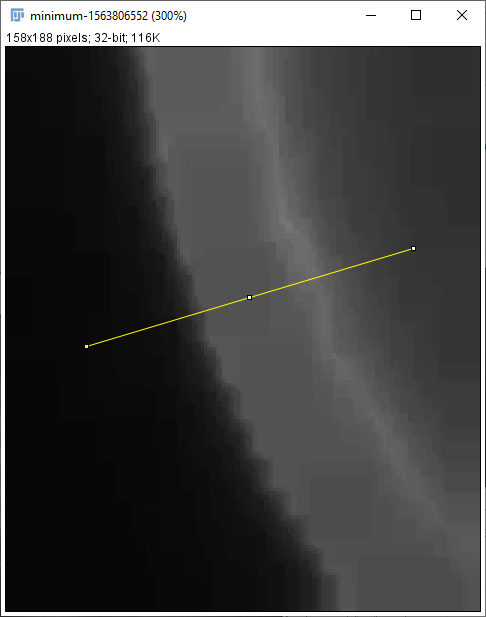 minimum-1563806552 (300%)
158x188 pixels; 32-bit; 116K